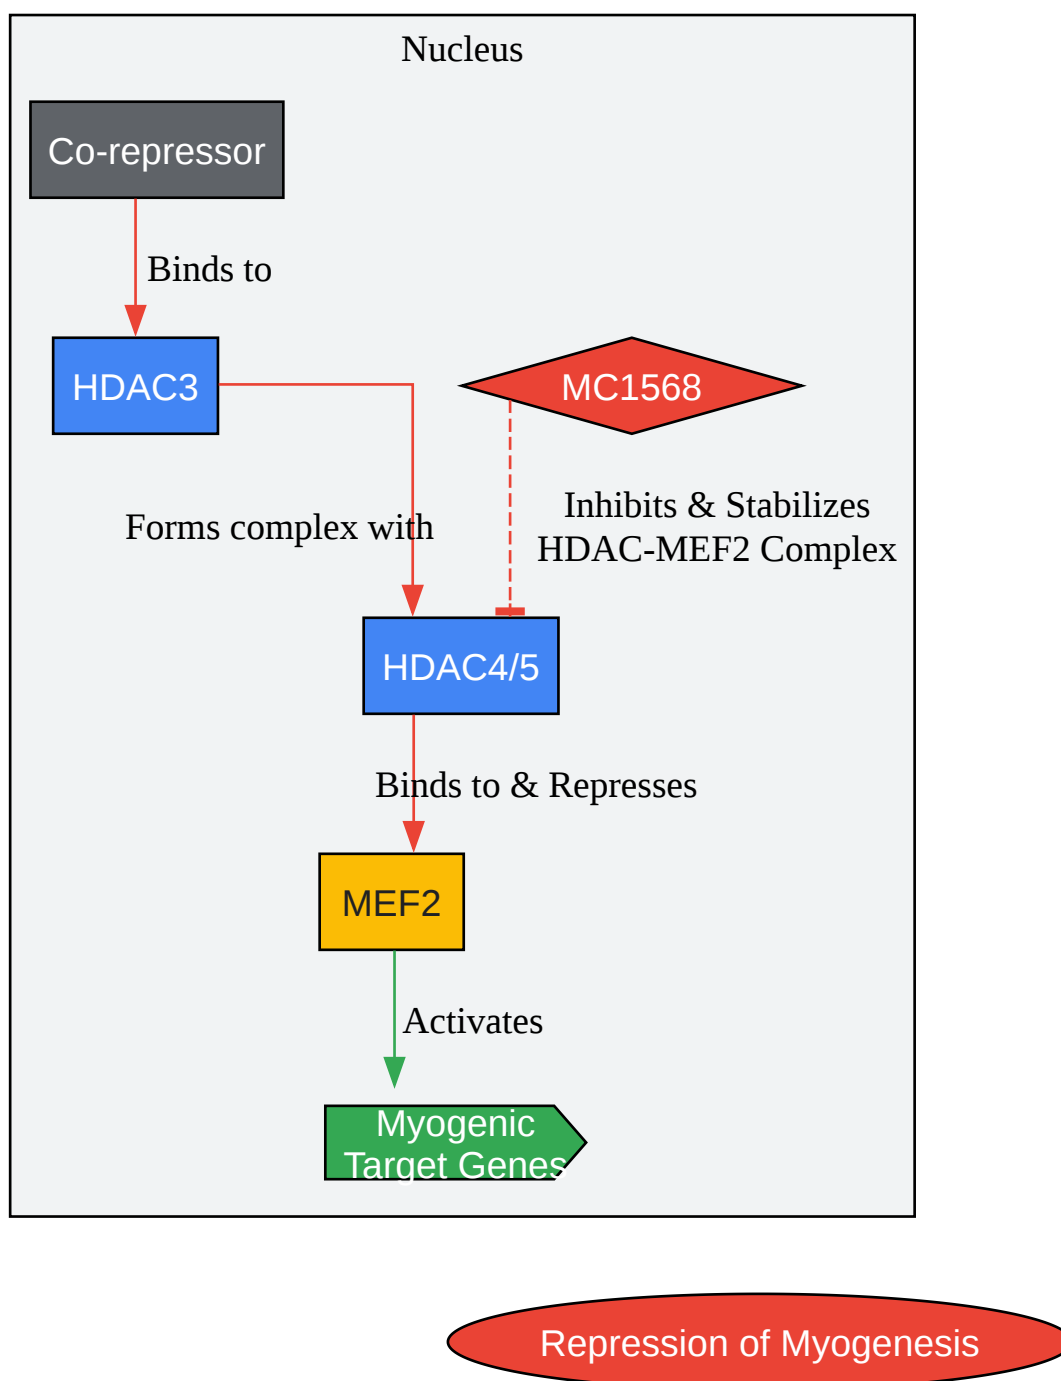 Nucleus
Co-repressor
Binds to
HDAC3
MC1568
Forms complex with
Inhibits & Stabilizes
HDAC-MEF2 Complex
HDAC4/5
Binds to & Represses
MEF2
Activates
Myogenic
Target Genes
Repression of Myogenesis